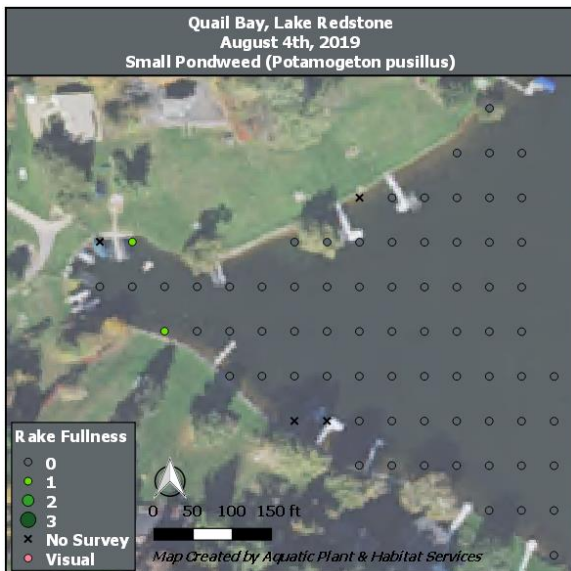 Quail Bay, Lake Redstone
August 4th, 2019
Small Pondweed (Potamogeton pusillus)
Rake Fullness
0
1
2
3
No Survey
Visual
0 50 100 150 ft
Map Created by Aquatic Plant & Habitat Services